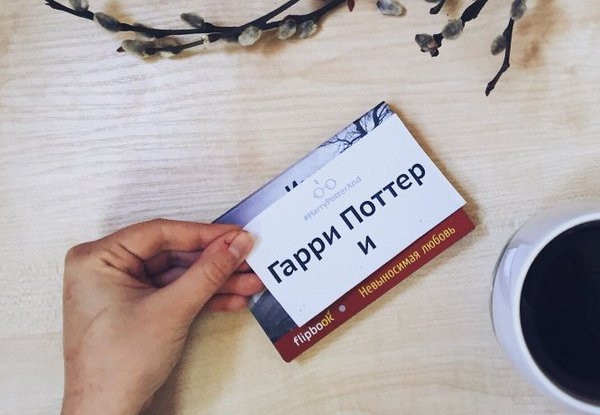 #HarryPotterAnd
Гарри Поттер
и
flipbook
Невыносимая любовь